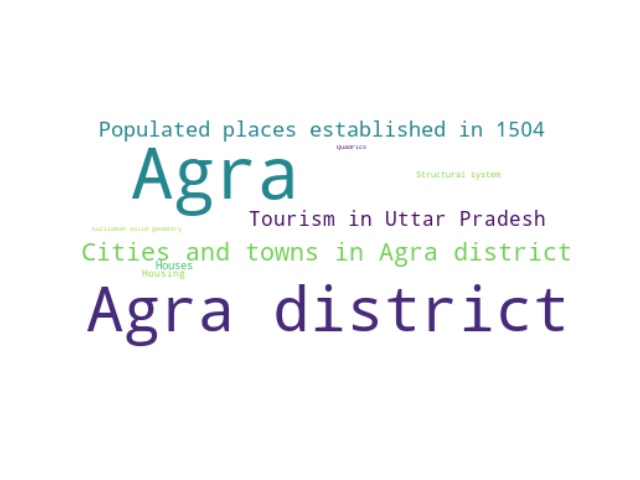 Populated places established in 1504
Quadrics
Agra
Structural system
Tourism in Uttar Pradesh
Euclidean solid geometry
Cities and towns in Agra district
Houses
Housing
Agra district